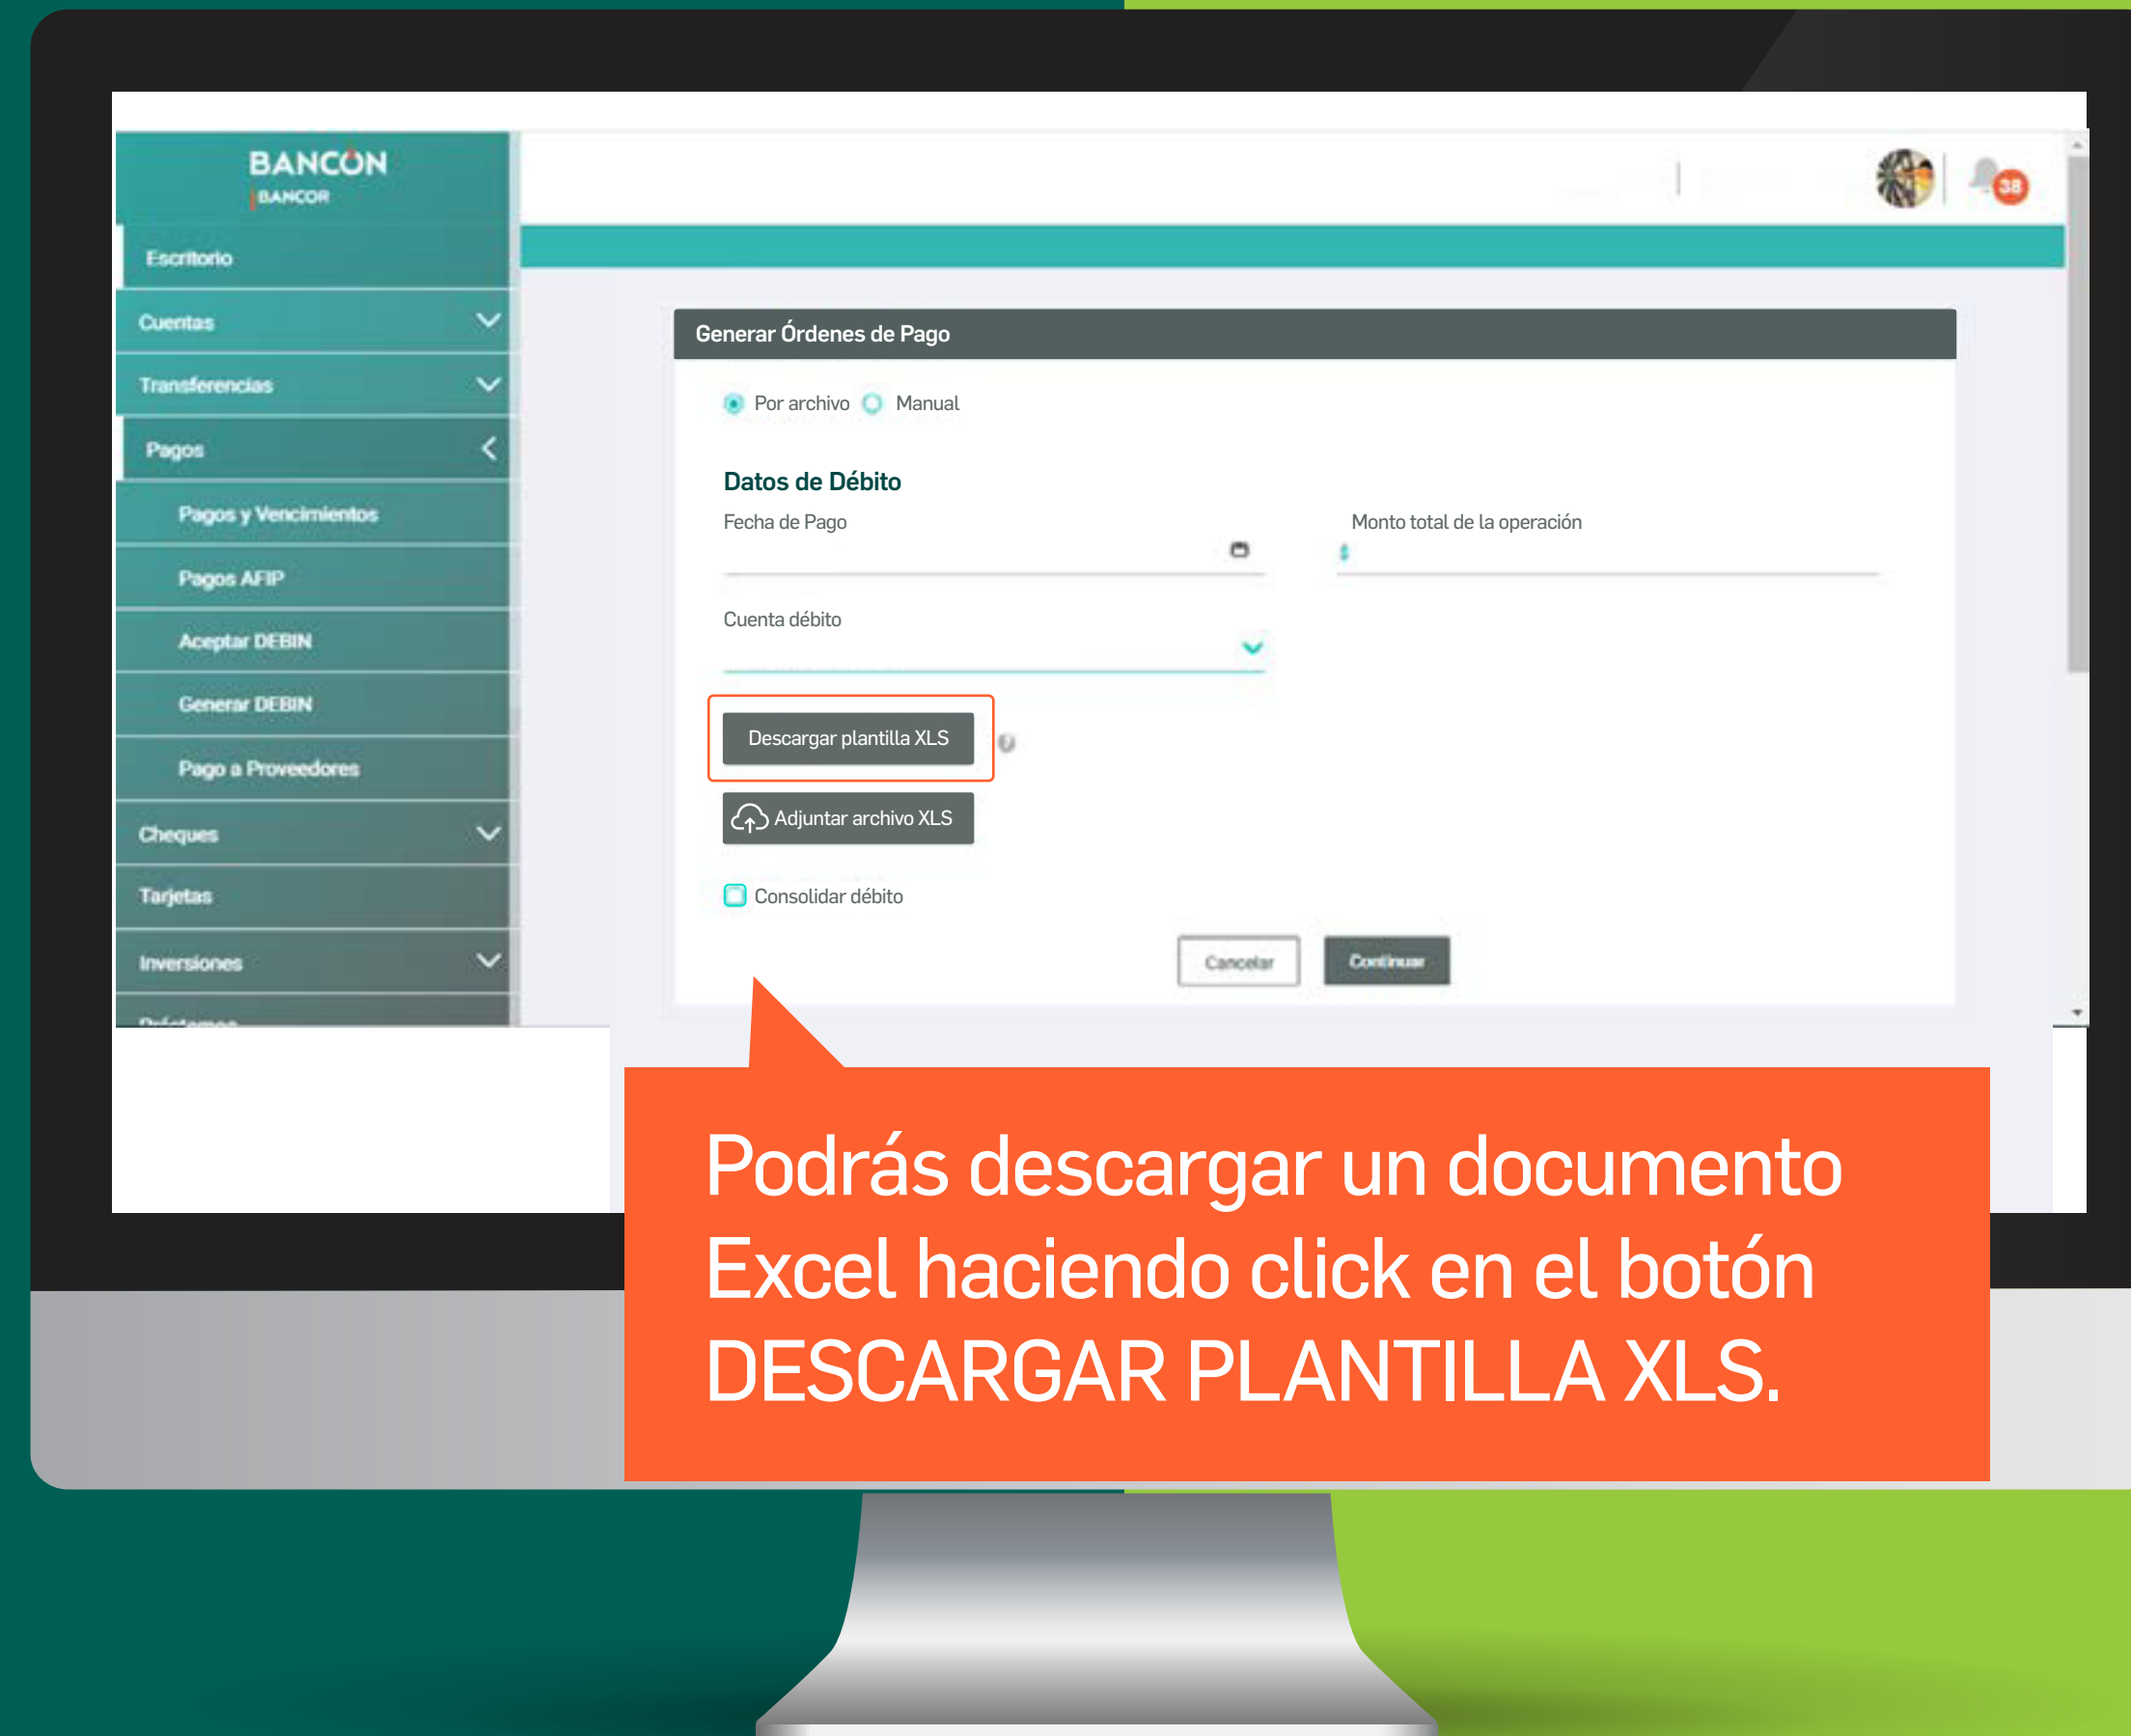 BANCÓN
BANCOR
38
Escritorio
Cuentas
Transferencias
Pagos
Pagos y Vencimientos
Pagos AFIP
Aceptar DEBIN
Generar DEBIN
Pago a Proveedores
Cheques
Tarjetas
Inversiones
Préstamos
Generar Órdenes de Pago
Por archivo Manual
Datos de Débito
Fecha de Pago Monto total de la operación
$
Cuenta débito
Descargar plantilla XLS
Adjuntar archivo XLS
Consolidar débito
Cancelar Continuar
Podrás descargar un documento
Excel haciendo click en el botón
DESCARGAR PLANTILLA XLS.